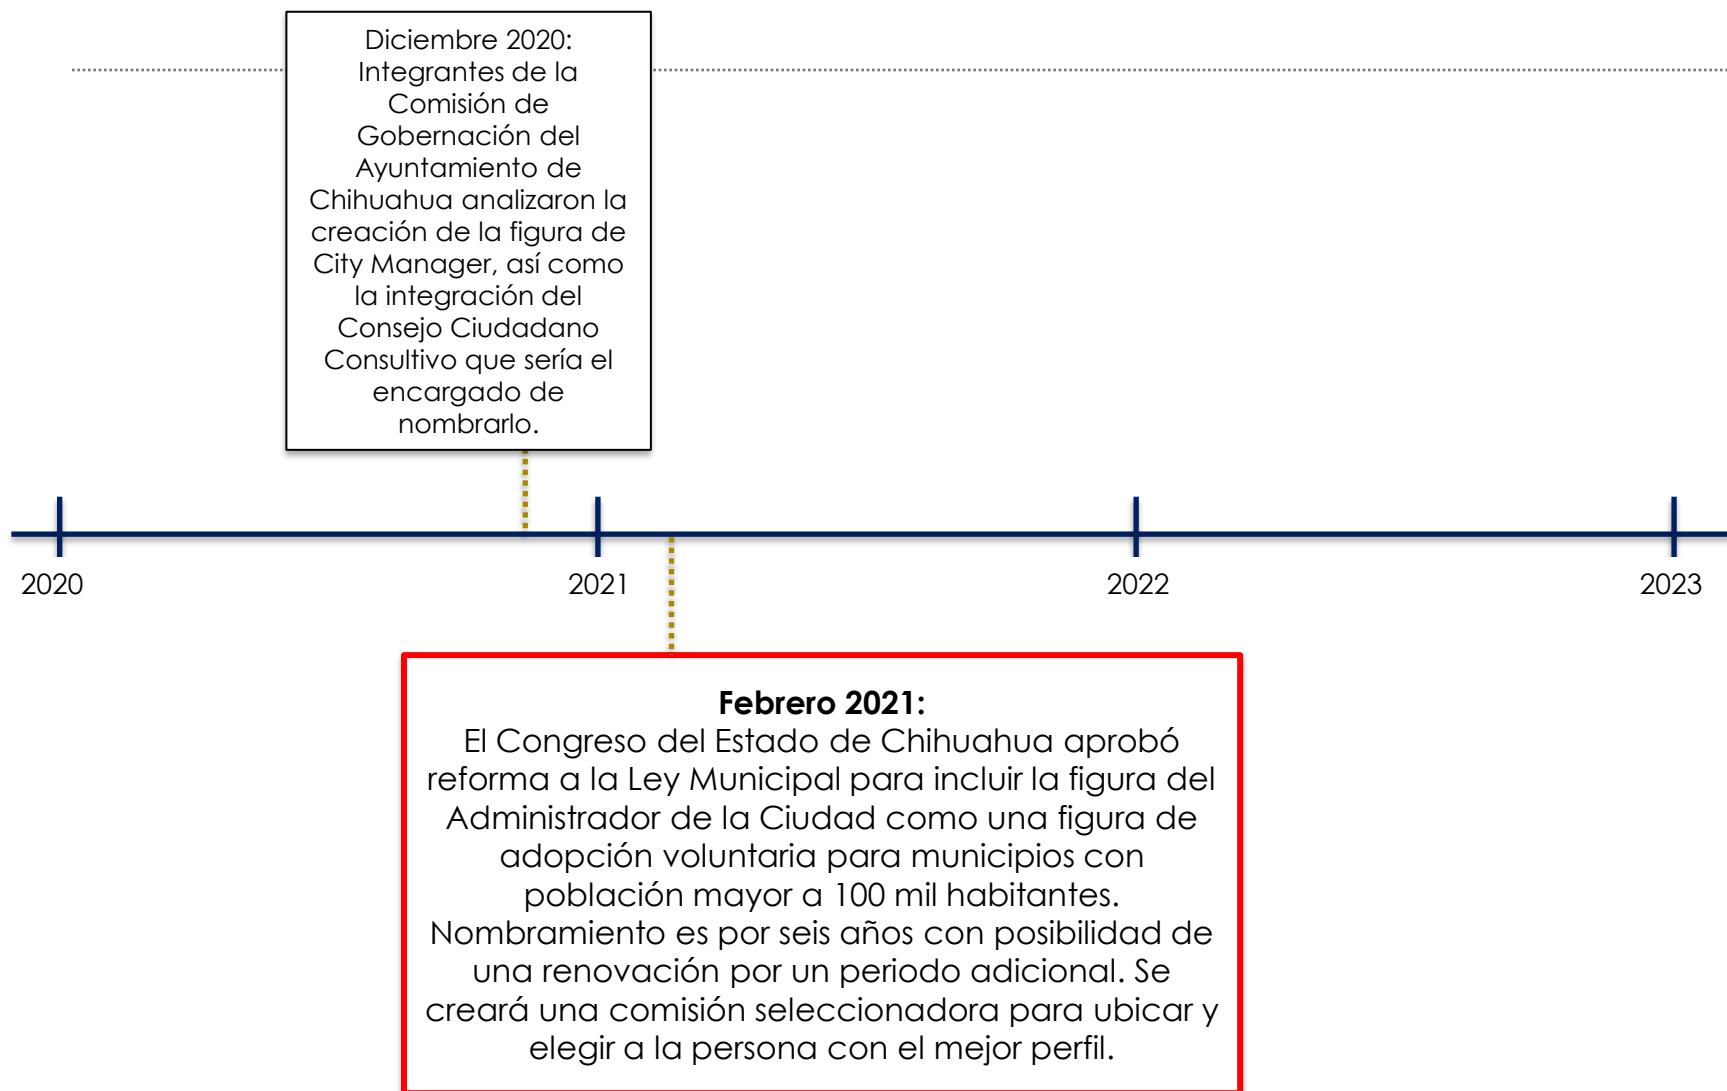 Diciembre 2020:
Integrantes de la
Comisión de
Gobernación del
Ayuntamiento de
Chihuahua analizaron la
creación de la figura de
City Manager, así como
la integración del
Consejo Ciudadano
Consultivo que sería el
encargado de
nombrarlo.
2020
2021
2022
2023
Febrero 2021:
El Congreso del Estado de Chihuahua aprobó
reforma a la Ley Municipal para incluir la figura del
Administrador de la Ciudad como una figura de
adopción voluntaria para municipios con
población mayor a 100 mil habitantes.
Nombramiento es por seis años con posibilidad de
una renovación por un periodo adicional. Se
creará una comisión seleccionadora para ubicar y
elegir a la persona con el mejor perfil.